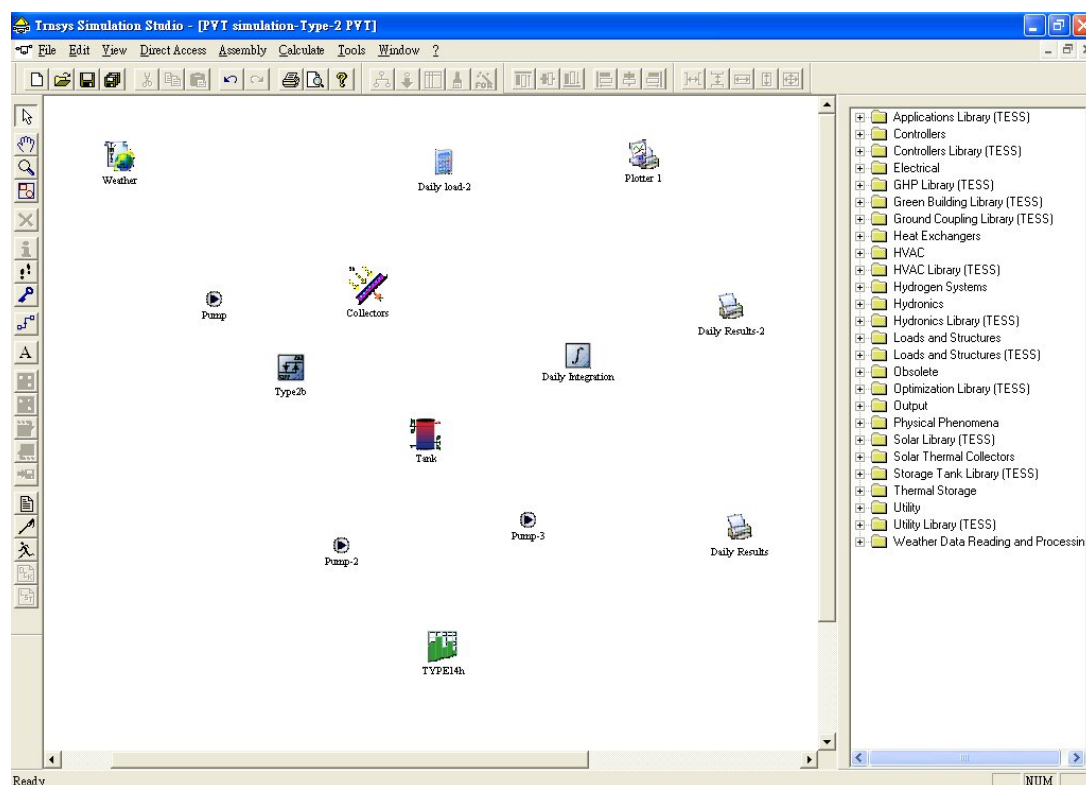 Trnsys Simulation Studio - [PVT simulation-Type-2 PVT]
File Edit View Direct Access Assembly Calculate Tools Window ?
FOR
A
Weather
Daily load-2
Plotter 1
Pump
Collectors
Daily Results-2
Type2b
Daily Integration
Tank
Pump-2
Pump-3
Daily Results
TYPE14h
Applications Library (TESS)
Controllers
Controllers Library (TESS)
Electrical
GHP Library (TESS)
Green Building Library (TESS)
Ground Coupling Library (TESS)
Heat Exchangers
HVAC
HVAC Library (TESS)
Hydrogen Systems
Hydronics
Hydronics Library (TESS)
Loads and Structures
Loads and Structures (TESS)
Obsolete
Optimization Library (TESS)
Output
Physical Phenomena
Solar Library (TESS)
Solar Thermal Collectors
Storage Tank Library (TESS)
Thermal Storage
Utility
Utility Library (TESS)
Weather Data Reading and Processin
Ready
NUM